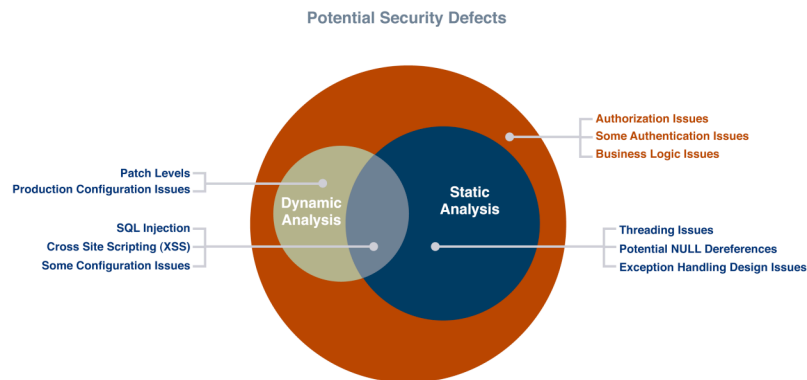 Potential Security Defects
Authorization Issues
Some Authentication Issues
Business Logic Issues
Patch Levels
Production Configuration Issues
Dynamic
Analysis
Static
Analysis
SQL Injection
Cross Site Scripting (XSS)
Some Configuration Issues
Threading Issues
Potential NULL Dereferences
Exception Handling Design Issues